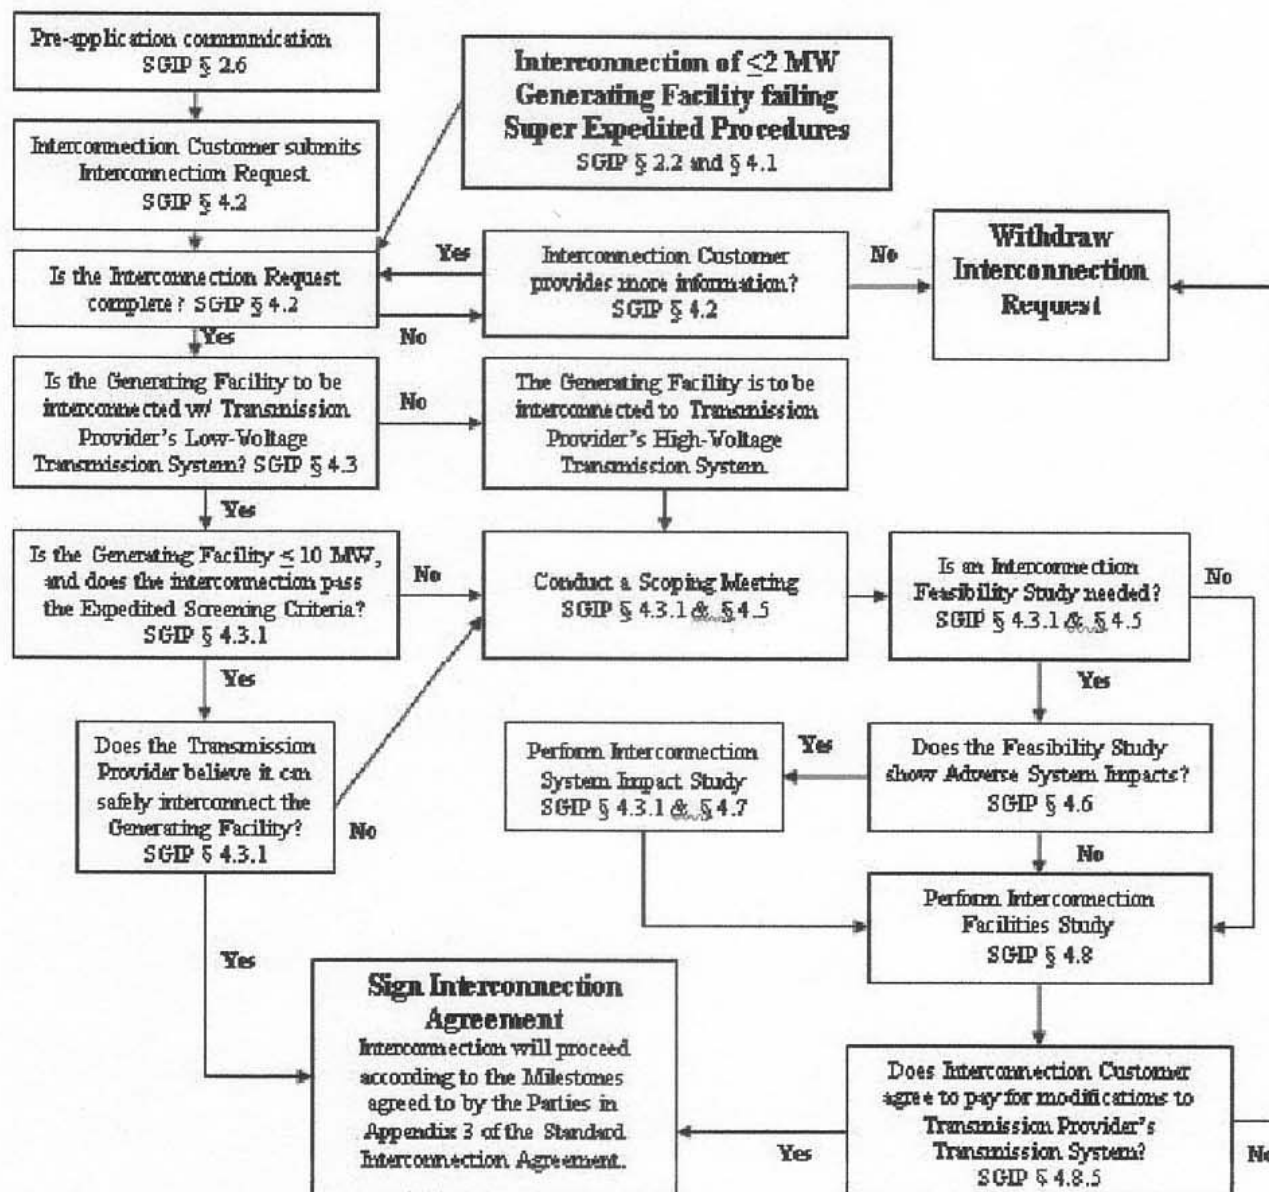 Pre-application communication
SGIP § 2.6
Interconnection of ≤2 MW
Generating Facility failing
Super Expedited Procedures
SGIP § 2.2 and § 4.1
Interconnection Customer submits
Interconnection Request
SGIP § 4.2
Is the Interconnection Request
complete? SGIP § 4.2
Yes
No
Interconnection Customer
provides more information?
SGIP § 4.2
No
Withdraw
Interconnection
Request
Yes
Is the Generating Facility to be
interconnected w/ Transmission
Provider's Low-Voltage
Transmission System? SGIP § 4.3
No
The Generating Facility is to be
interconnected to Transmission
Provider's High-Voltage
Transmission System
Yes
Is the Generating Facility ≤ 10 MW,
and does the interconnection pass
the Expedited Screening Criteria?
SGIP § 4.3.1
No
Conduct a Scoping Meeting
SGIP § 4.3.1 & § 4.5
Is an Interconnection
Feasibility Study needed?
SGIP § 4.3.1 & § 4.5
No
Yes
Yes
Does the Transmission
Provider believe it can
safely interconnect the
Generating Facility?
SGIP § 4.3.1
No
Perform Interconnection
System Impact Study
SGIP § 4.3.1 & § 4.7
Yes
Does the Feasibility Study
show Adverse System Impacts?
SGIP § 4.6
No
Perform Interconnection
Facilities Study
SGIP § 4.8
Yes
Sign Interconnection
Agreement
Interconnection will proceed
according to the Milestones
agreed to by the Parties in
Appendix 3 of the Standard
Interconnection Agreement.
Yes
Does Interconnection Customer
agree to pay for modifications to
Transmission Provider's
Transmission System?
SGIP § 4.8.5
No